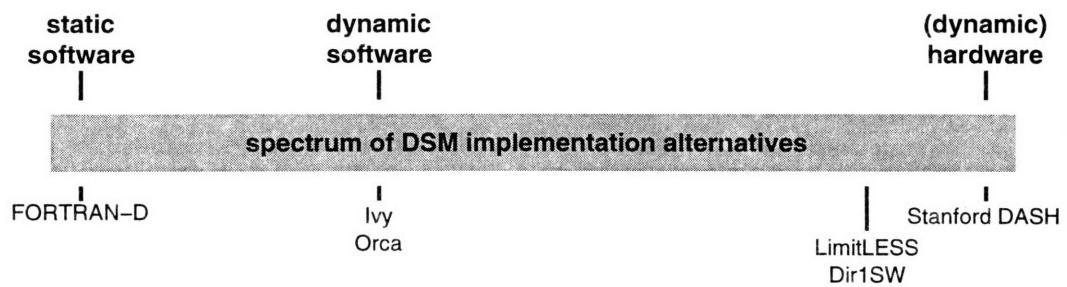 static
software
dynamic
software
(dynamic)
hardware
spectrum of DSM implementation alternatives
FORTRAN–D
Ivy
Orca
LimitLESS
Dir1SW
Stanford DASH